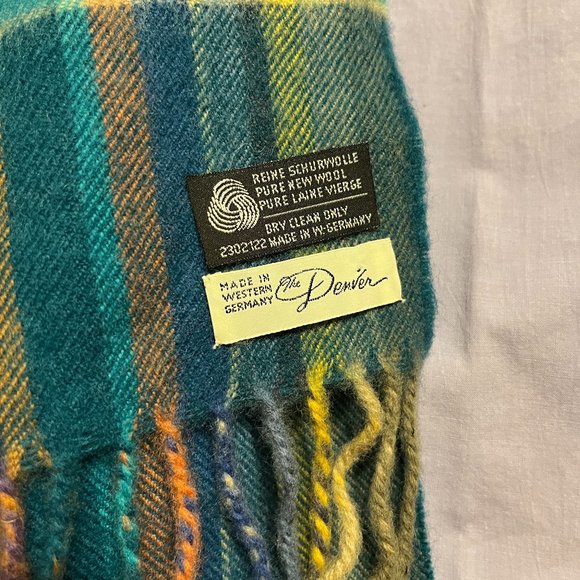 REINE SCHURWOLLE
PURE NEW WOOL
PURE LAINE VIERGE
DRY CLEAN ONLY
2302122 MADE IN W-GERMANY
MADE IN
WESTERN
GERMANY
The Denver